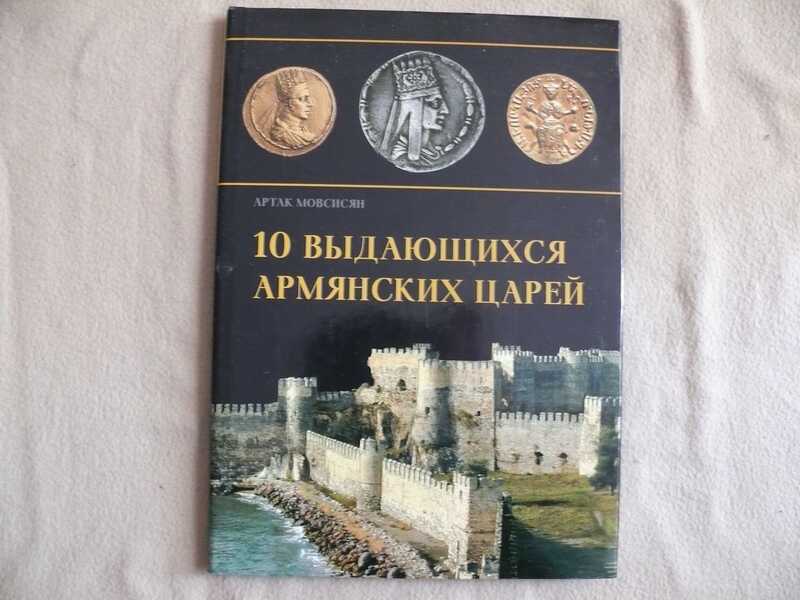 АРТАК МОВСИСЯН
10 ВЫДАЮЩИХСЯ
АРМЯНСКИХ ЦАРЕЙ